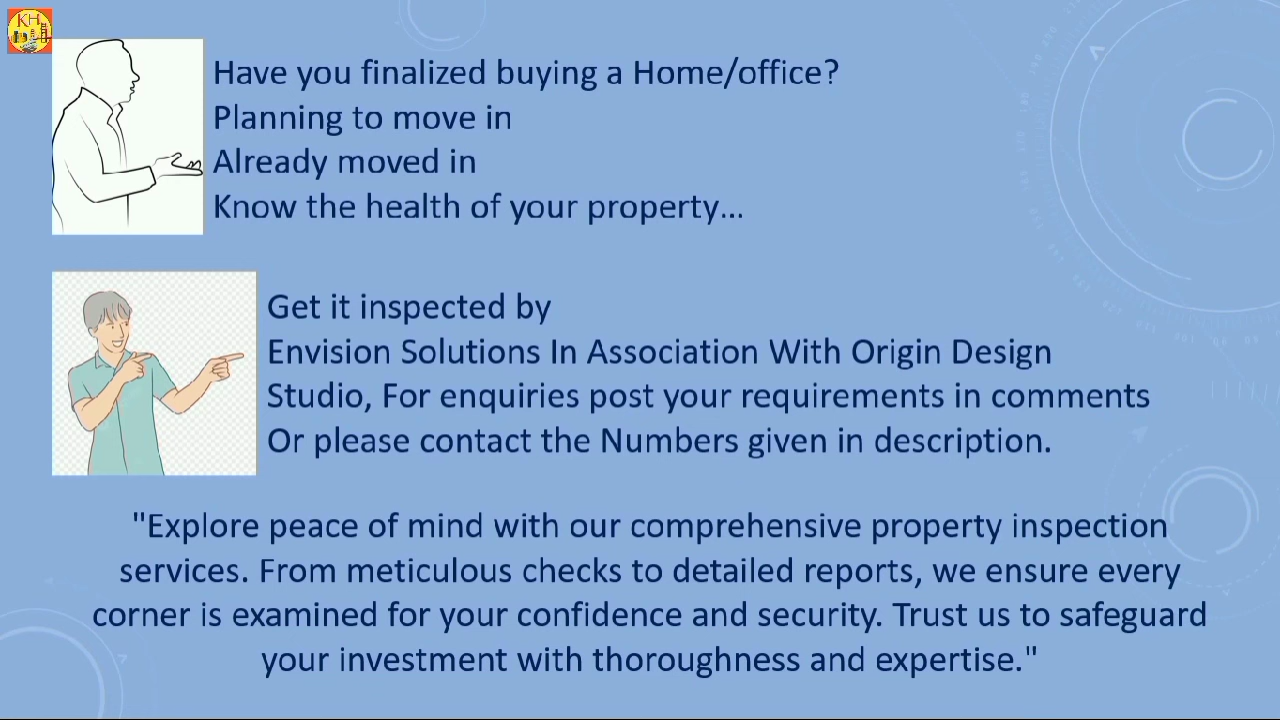 KH
Have you finalized buying a Home/office?
Planning to move in
Already moved in
Know the health of your property...
Get it inspected by
Envision Solutions In Association With Origin Design
Studio, For enquiries post your requirements in comments
Or please contact the Numbers given in description.
"Explore peace of mind with our comprehensive property inspection
services. From meticulous checks to detailed reports, we ensure every
corner is examined for your confidence and security. Trust us to safeguard
your investment with thoroughness and expertise."